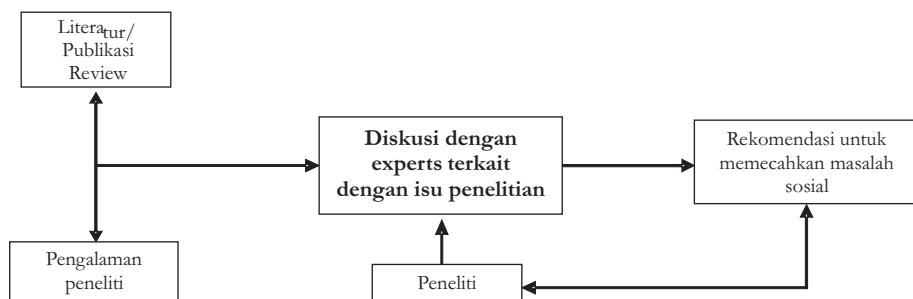 Literatur/
Publikasi
Review
Diskusi dengan
experts terkait
dengan isu penelitian
Rekomendasi untuk
memecahkan masalah
sosial
Pengalaman
peneliti
Peneliti